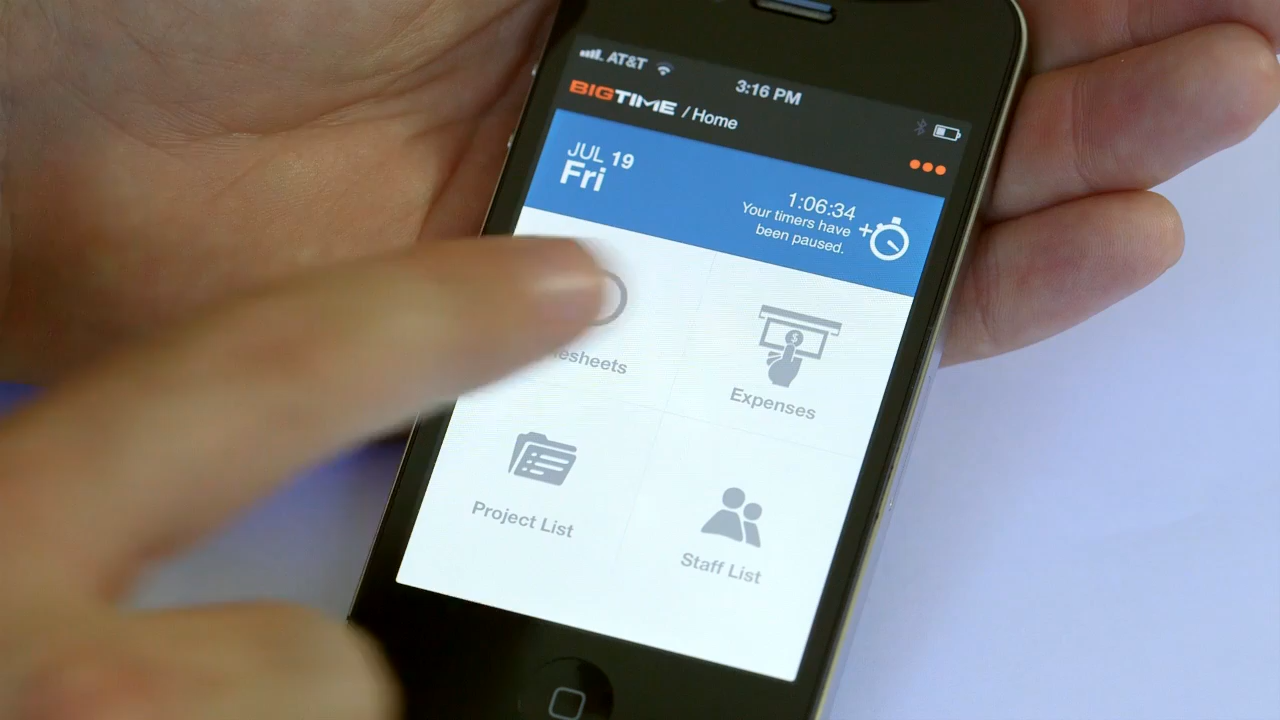 AT&T
3:16 PM
BIGTIME / Home
JUL 19
Fri
1:06:34
Your timers have
been paused.
esheets
Expenses
Project List
Staff List